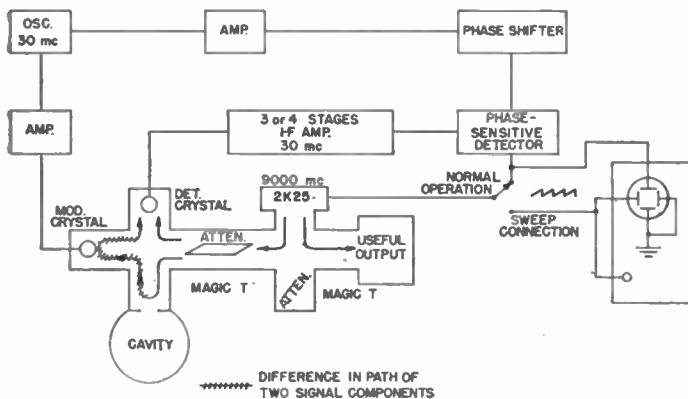 OSC.
30 mc
AMP.
PHASE SHIFTER
AMP.
3 or 4 STAGES
I-F AMP.
30 mc
PHASE-
SENSITIVE
DETECTOR
9000 mc
2K25
NORMAL
OPERATION
SWEEP
CONNECTION
MOD.
CRYSTAL
DET.
CRYSTAL
ATTEN.
USEFUL
OUTPUT
MAGIC T
ATTEN.
MAGIC T
CAVITY
DIFFERENCE IN PATH OF
TWO SIGNAL COMPONENTS